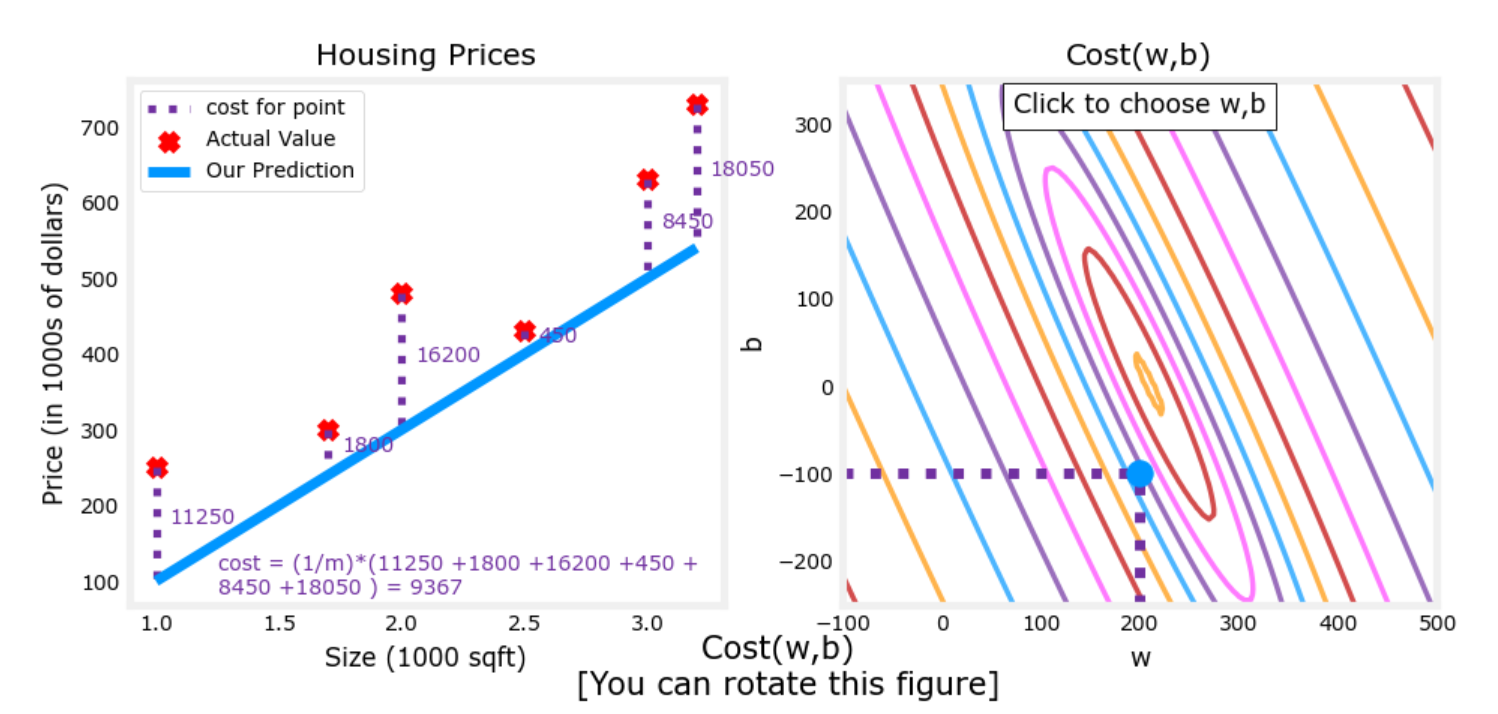 Housing Prices
cost for point
Actual Value
Our Prediction
700
600
500
400
300
200
100
Price (in 1000s of dollars)
18050
8450
450
16200
1800
11250
cost = (1/m)*(11250 +1800 +16200 +450 +
8450 +18050 ) = 9367
1.0 1.5 2.0 2.5 3.0
Size (1000 sqft)
Cost(w,b)
Click to choose w,b
300
200
100
0
−100
−200
b
−100 0 100 200 300 400 500
w
Cost(w,b)
[You can rotate this figure]